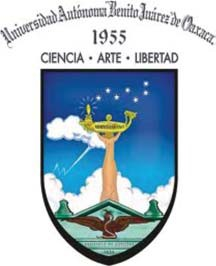 Universidad Autónoma "Benito Juárez" de Oaxaca.
1955
CIENCIA • ARTE • LIBERTAD